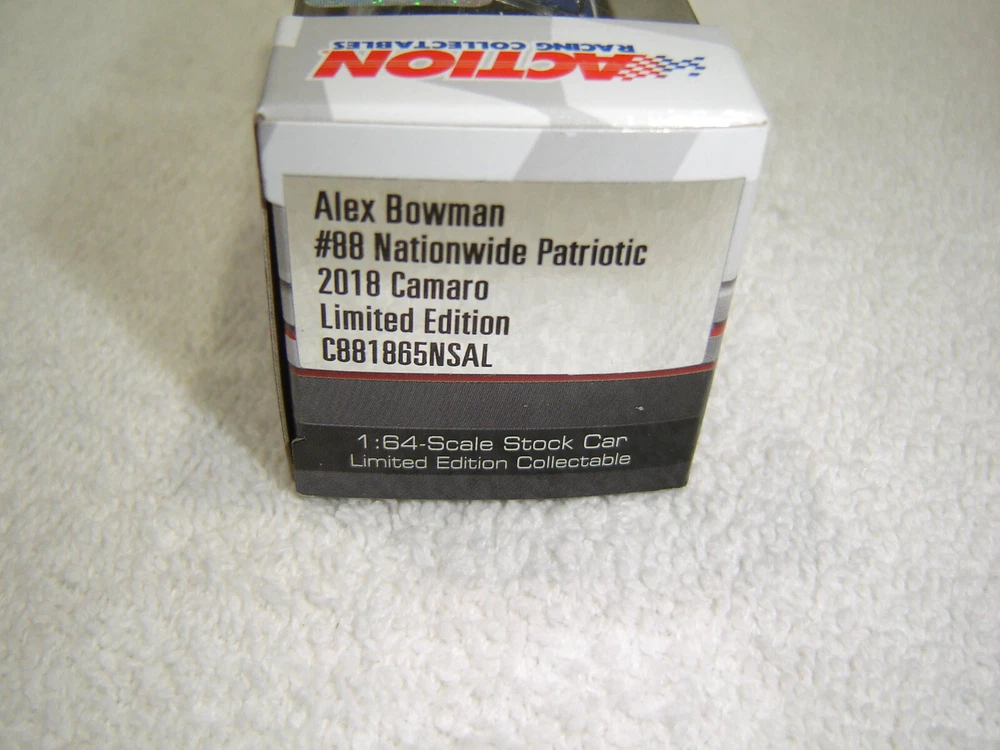 ACTION
RACING COLLECTABLES
Alex Bowman
#88 Nationwide Patriotic
2018 Camaro
Limited Edition
C881865NSAL
1:64-Scale Stock Car
Limited Edition Collectable